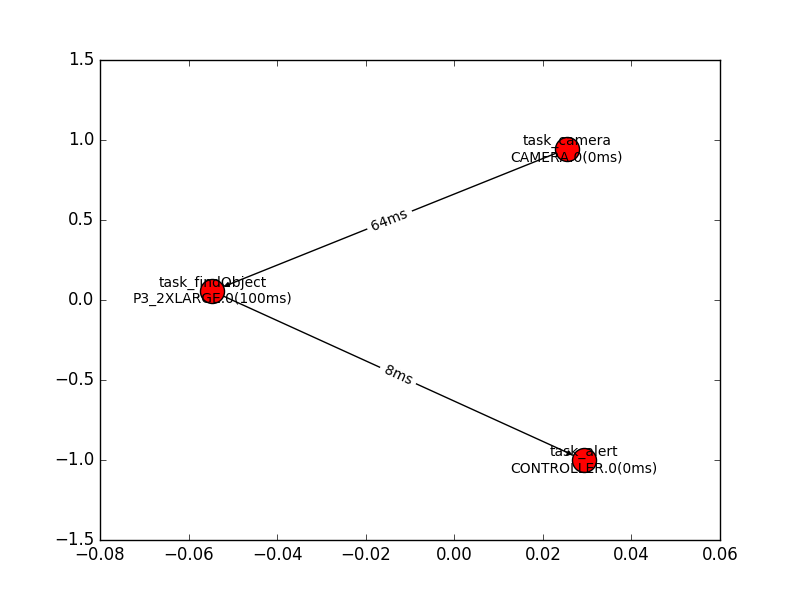 1.5
1.0
0.5
0.0
−0.5
−1.0
−1.5
−0.08
−0.06
−0.04
−0.02
0.00
0.02
0.04
0.06
task_camera
CAMERA.0(0ms)
64ms
task_findObject
P3_2XLARGE.0(100ms)
8ms
task_alert
CONTROLLER.0(0ms)